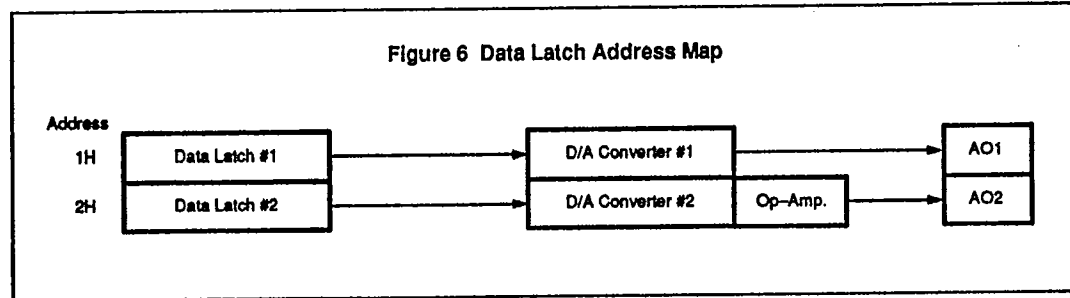 Figure 6 Data Latch Address Map
Address
1H Data Latch #1 D/A Converter #1 AO1
2H Data Latch #2 D/A Converter #2 Op–Amp. AO2